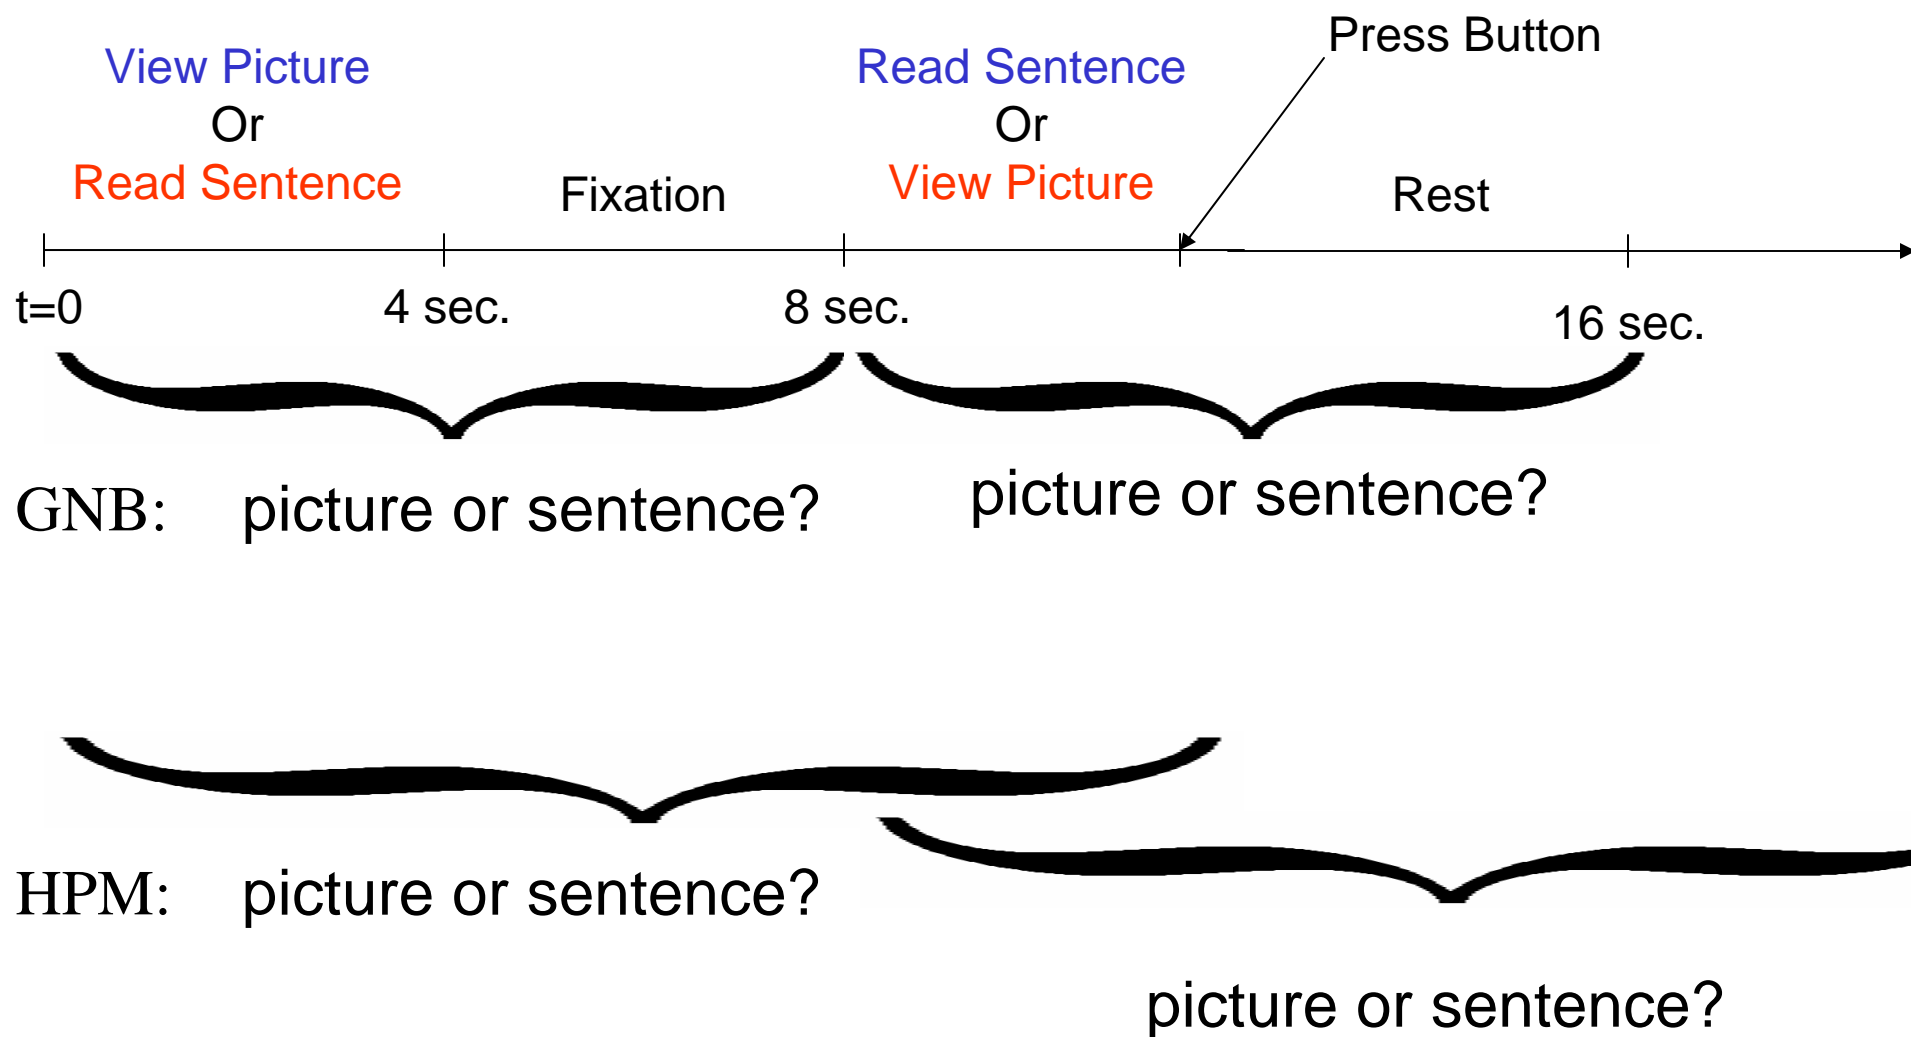 Press Button
View Picture
Or
Read Sentence
Fixation
Read Sentence
Or
View Picture
Rest
t=0
4 sec.
8 sec.
16 sec.
GNB: picture or sentence? picture or sentence?
HPM: picture or sentence?
picture or sentence?